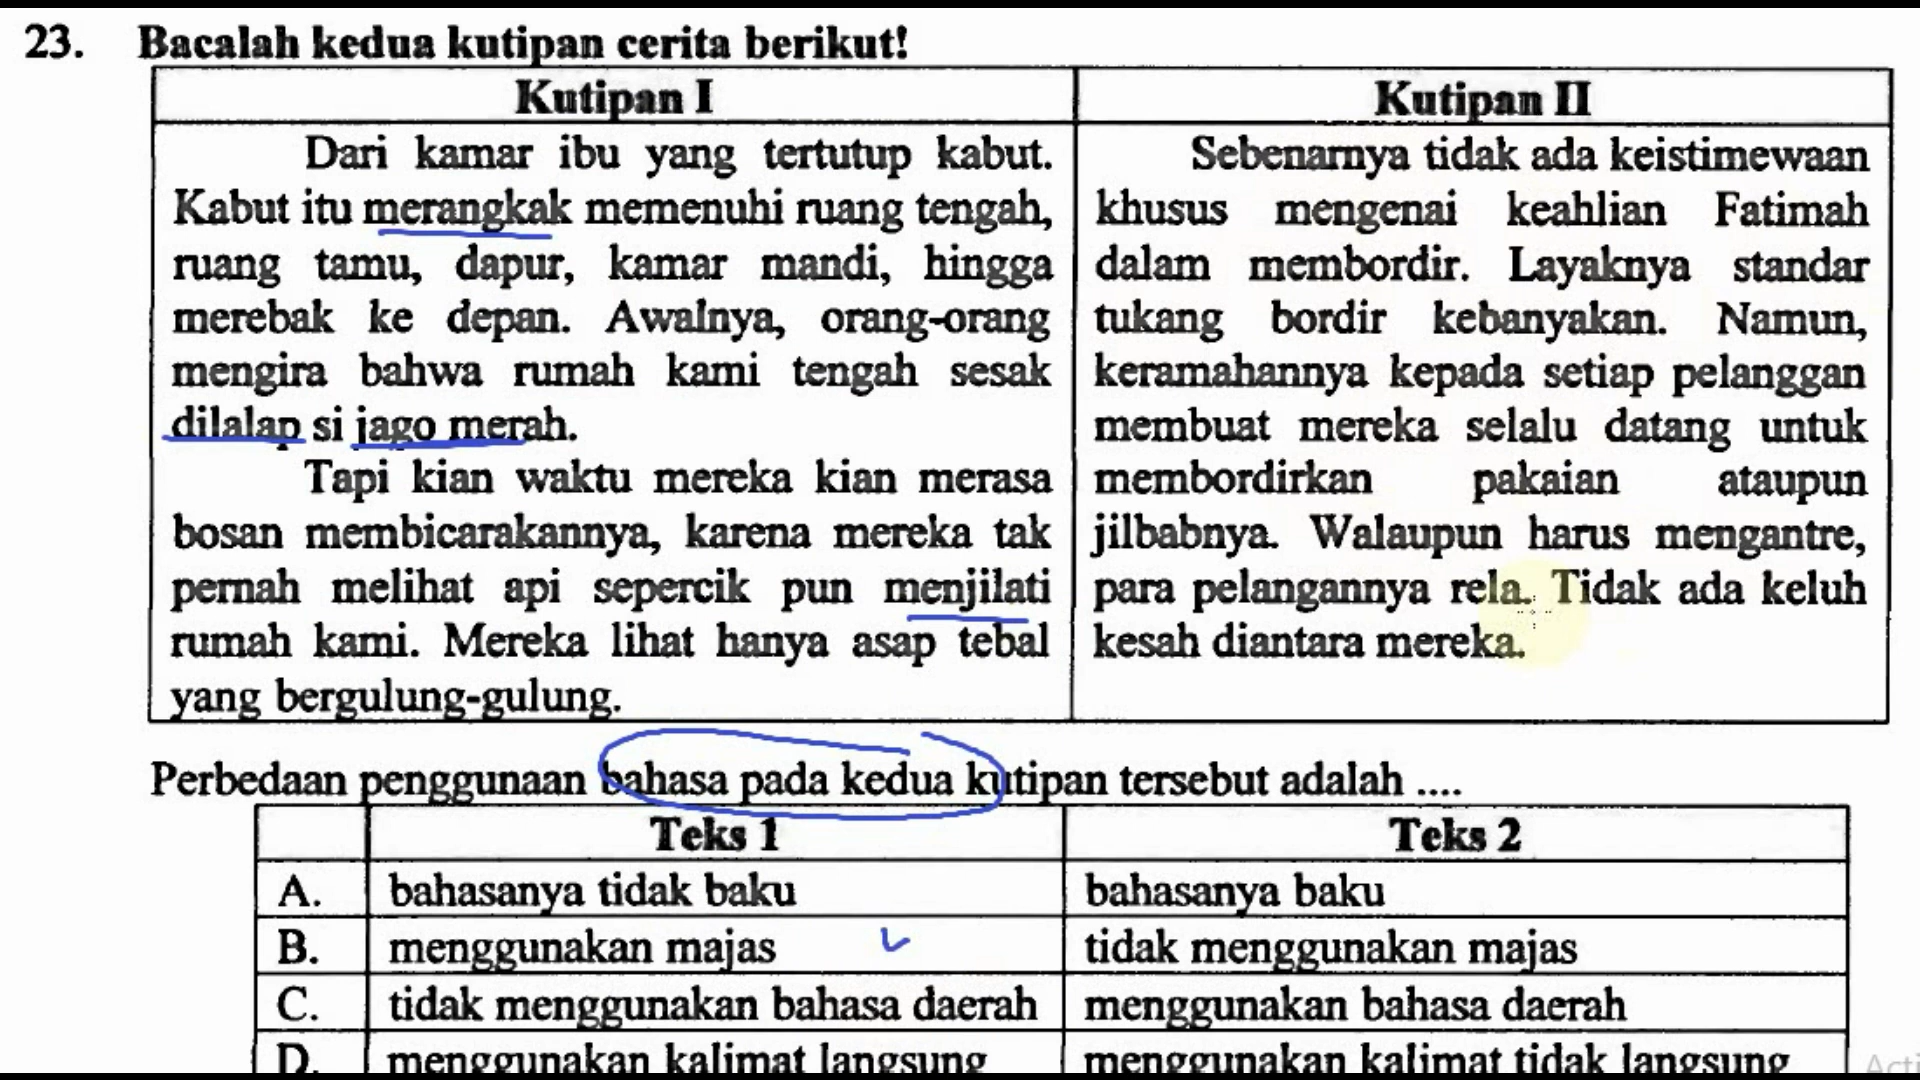 23. Bacalah kedua kutipan cerita berikut!
Kutipan I
Dari kamar ibu yang tertutup kabut.
Kabut itu merangkak memenuhi ruang tengah,
ruang tamu, dapur, kamar mandi, hingga
merebak ke depan. Awalnya, orang-orang
mengira bahwa rumah kami tengah sesak
dilalap si jago merah.
Tapi kian waktu mereka kian merasa
bosan membicarakannya, karena mereka tak
pernah melihat api sepercik pun menjilati
rumah kami. Mereka lihat hanya asap tebal
yang bergulung-gulung.
Kutipan II
Sebenarnya tidak ada keistimewaan
khusus mengenai keahlian Fatimah
dalam membordir. Layaknya standar
tukang bordir kebanyakan. Namun,
keramahannya kepada setiap pelanggan
membuat mereka selalu datang untuk
membordirkan pakaian ataupun
jilbabnya. Walaupun harus mengantre,
para pelangannya rela. Tidak ada keluh
kesah diantara mereka.
Perbedaan penggunaan bahasa pada kedua kutipan tersebut adalah ....
Teks 1 Teks 2
A. bahasanya tidak baku bahasanya baku
B. menggunakan majas tidak menggunakan majas
C. tidak menggunakan bahasa daerah menggunakan bahasa daerah
D. menggunakan kalimat langsung menggunakan kalimat tidak langsung